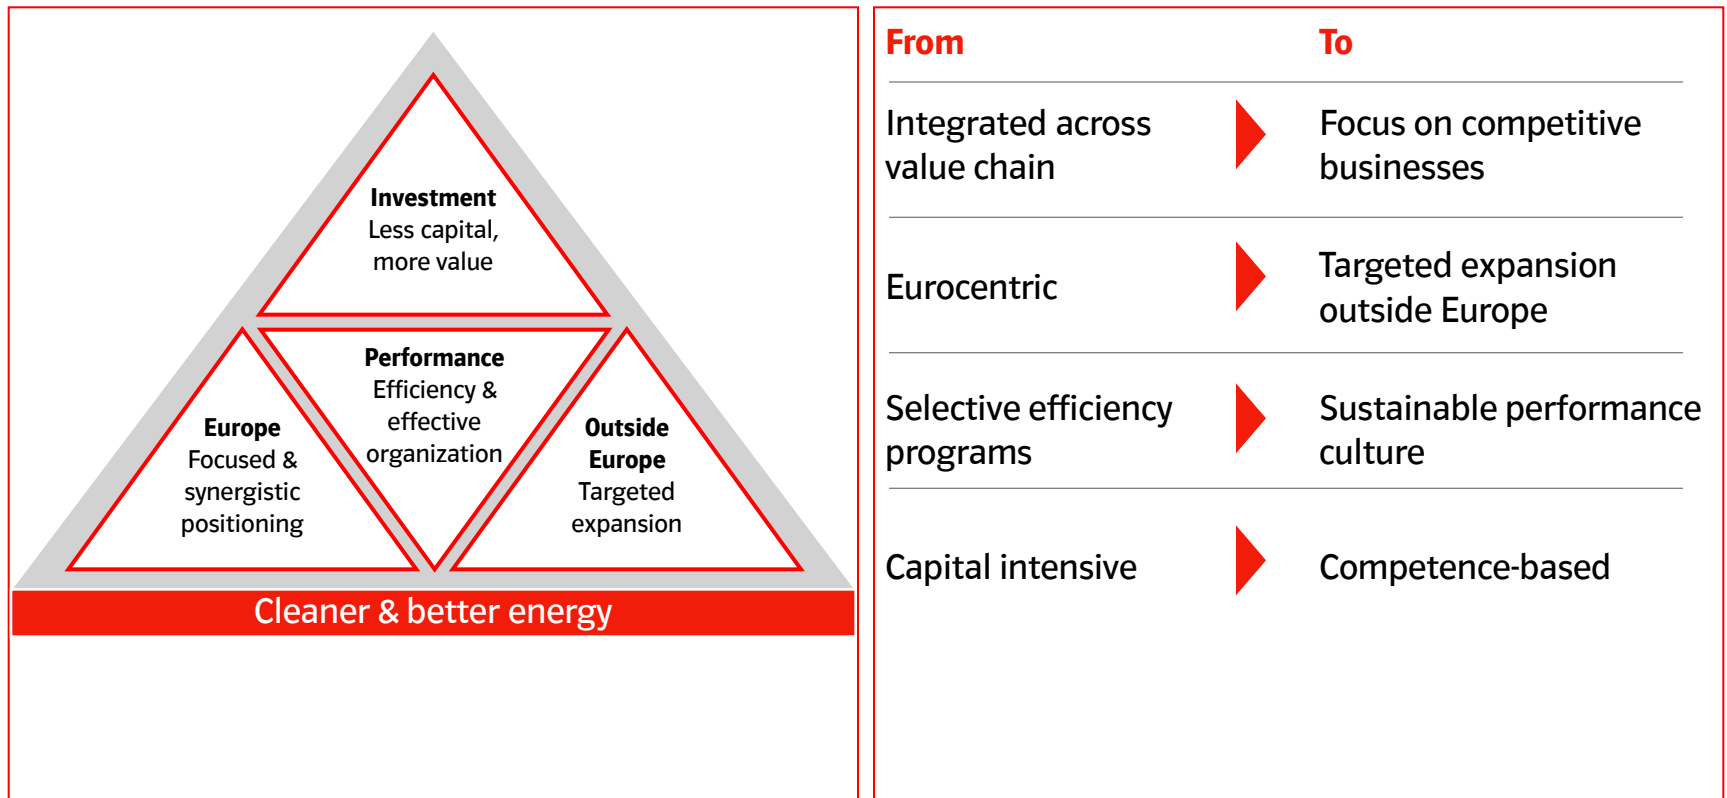 Investment
Less capital,
more value
Performance
Efficiency &
effective
organization
Europe
Focused &
synergistic
positioning
Outside
Europe
Targeted
expansion
Cleaner & better energy
From
To
Integrated across
value chain
Focus on competitive
businesses
Eurocentric
Targeted expansion
outside Europe
Selective efficiency
programs
Sustainable performance
culture
Capital intensive
Competence-based